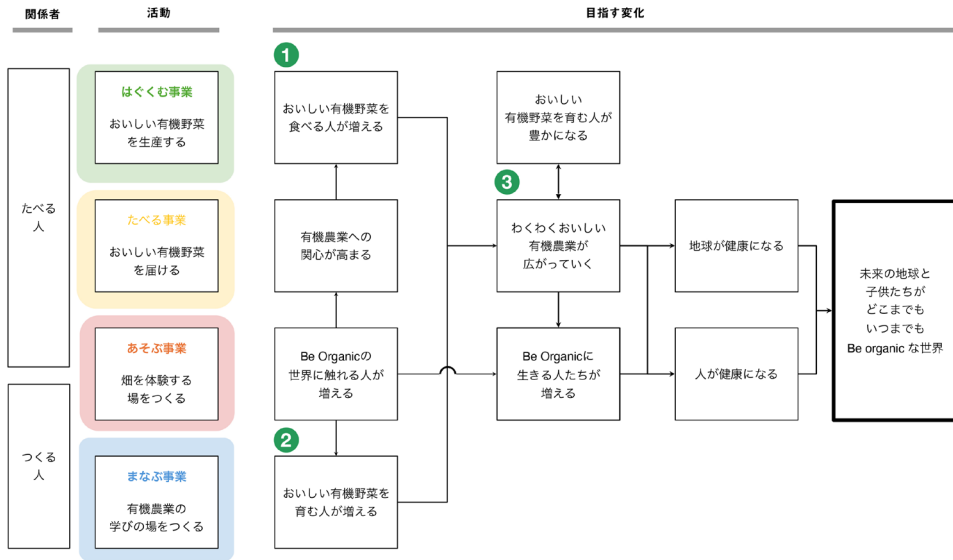 関係者
活動
目指す変化
たべる
人
つくる
人
はぐくむ事業
おいしい有機野菜
を生産する
たべる事業
おいしい有機野菜
を届ける
あそぶ事業
畑を体験する
場をつくる
まなぶ事業
有機農業の
学びの場をつくる
1
おいしい有機野菜を
食べる人が増える
有機農業への
関心が高まる
Be Organicの
世界に触れる人が
増える
2
おいしい有機野菜を
育む人が増える
おいしい
有機野菜を育む人が
豊かになる
3
わくわくおいしい
有機農業が
広がっていく
Be Organicに
生きる人たちが
増える
地球が健康になる
人が健康になる
未来の地球と
子供たちが
どこまでも
いつまでも
Be organic な世界